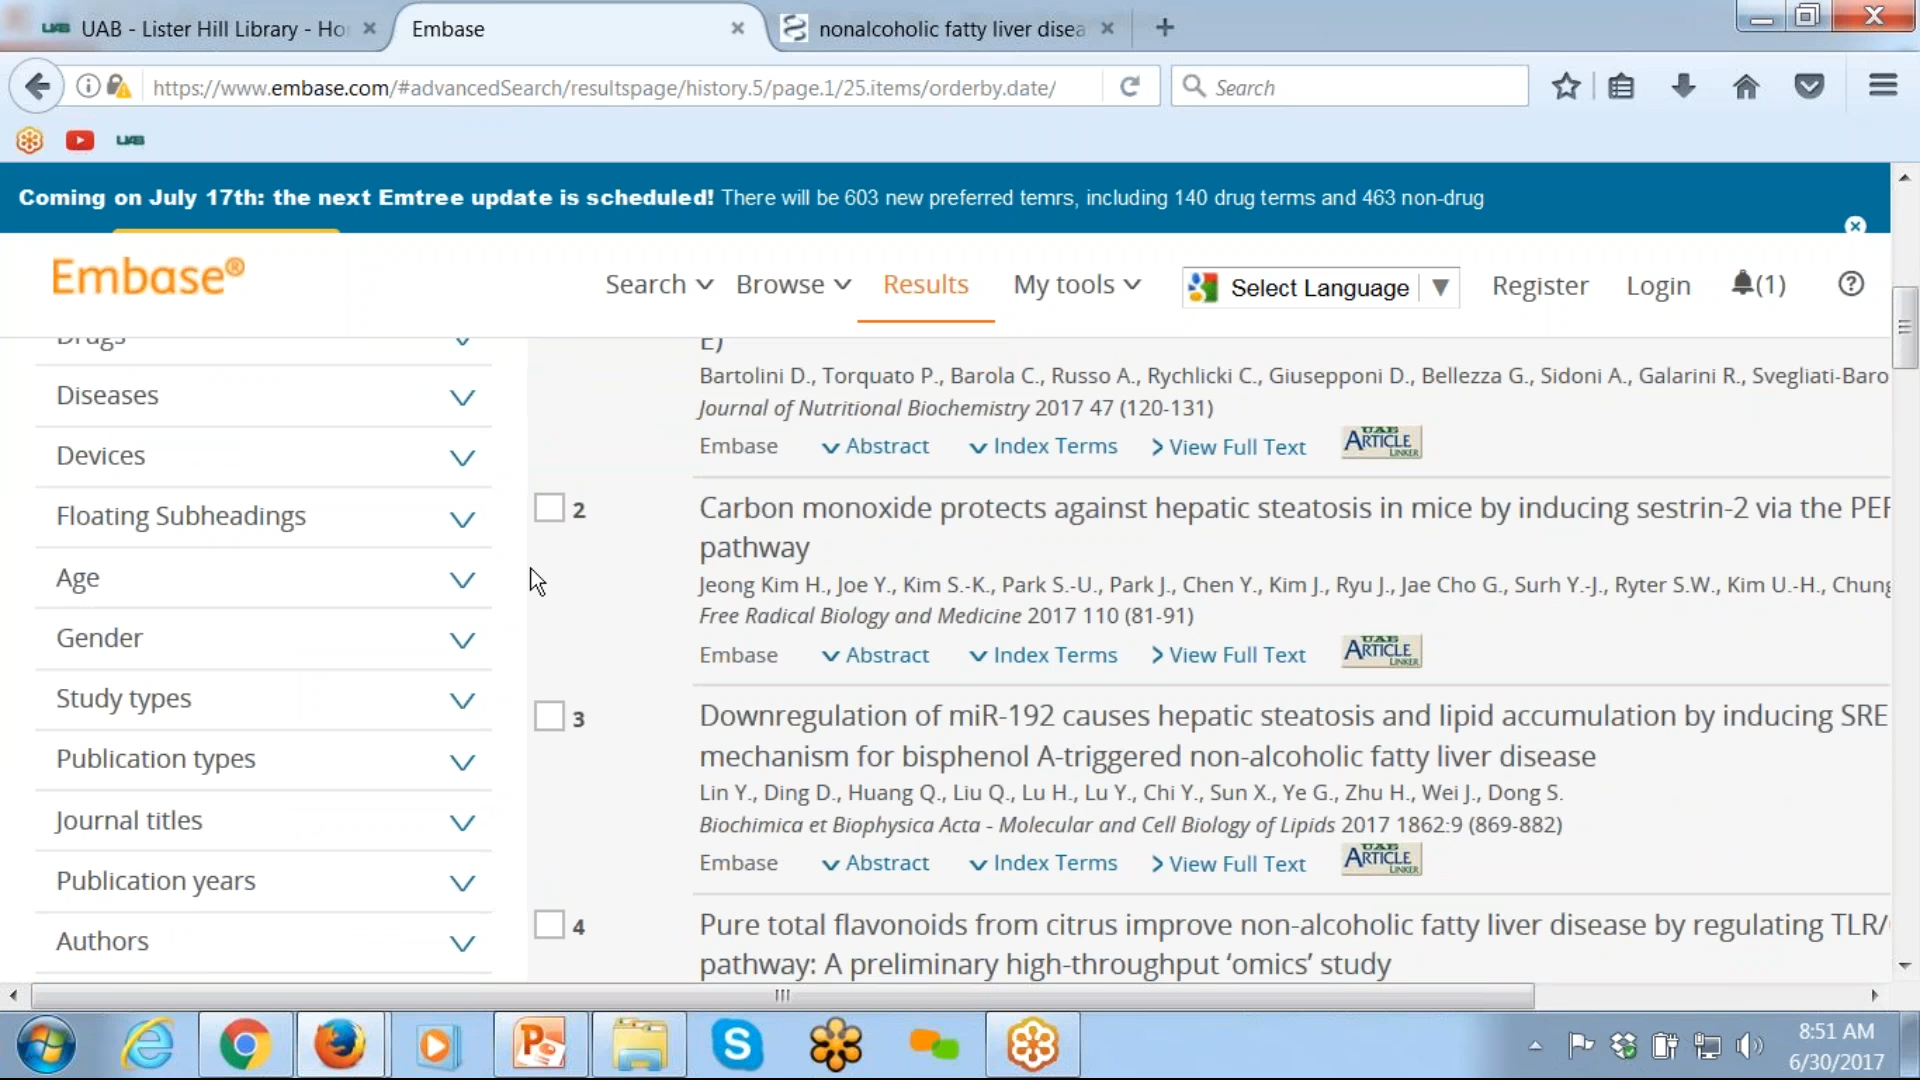 UAB - Lister Hill Library - Ho
Embase
nonalcoholic fatty liver disea
https://www.embase.com/#advancedSearch/resultspage/history.5/page.1/25.items/orderby.date/
Search
UAB
Coming on July 17th: the next Emtree update is scheduled! There will be 603 new preferred temrs, including 140 drug terms and 463 non-drug
Embase®
Search
Browse
Results
My tools
Select Language
Register
Login
(1)
Drugs
Diseases
Devices
Floating Subheadings
Age
Gender
Study types
Publication types
Journal titles
Publication years
Authors
E)
Bartolini D., Torquato P., Barola C., Russo A., Rychlicki C., Giusepponi D., Bellezza G., Sidoni A., Galarini R., Svegliati-Baro
Journal of Nutritional Biochemistry 2017 47 (120-131)
Embase Abstract Index Terms View Full Text UAB ARTICLE LINKER
2
Carbon monoxide protects against hepatic steatosis in mice by inducing sestrin-2 via the PER
pathway
Jeong Kim H., Joe Y., Kim S.-K., Park S.-U., Park J., Chen Y., Kim J., Ryu J., Jae Cho G., Surh Y.-J., Ryter S.W., Kim U.-H., Chung
Free Radical Biology and Medicine 2017 110 (81-91)
Embase Abstract Index Terms View Full Text UAB ARTICLE LINKER
3
Downregulation of miR-192 causes hepatic steatosis and lipid accumulation by inducing SRE
mechanism for bisphenol A-triggered non-alcoholic fatty liver disease
Lin Y., Ding D., Huang Q., Liu Q., Lu H., Lu Y., Chi Y., Sun X., Ye G., Zhu H., Wei J., Dong S.
Biochimica et Biophysica Acta - Molecular and Cell Biology of Lipids 2017 1862:9 (869-882)
Embase Abstract Index Terms View Full Text UAB ARTICLE LINKER
4
Pure total flavonoids from citrus improve non-alcoholic fatty liver disease by regulating TLR/
pathway: A preliminary high-throughput ‘omics’ study
8:51 AM
6/30/2017